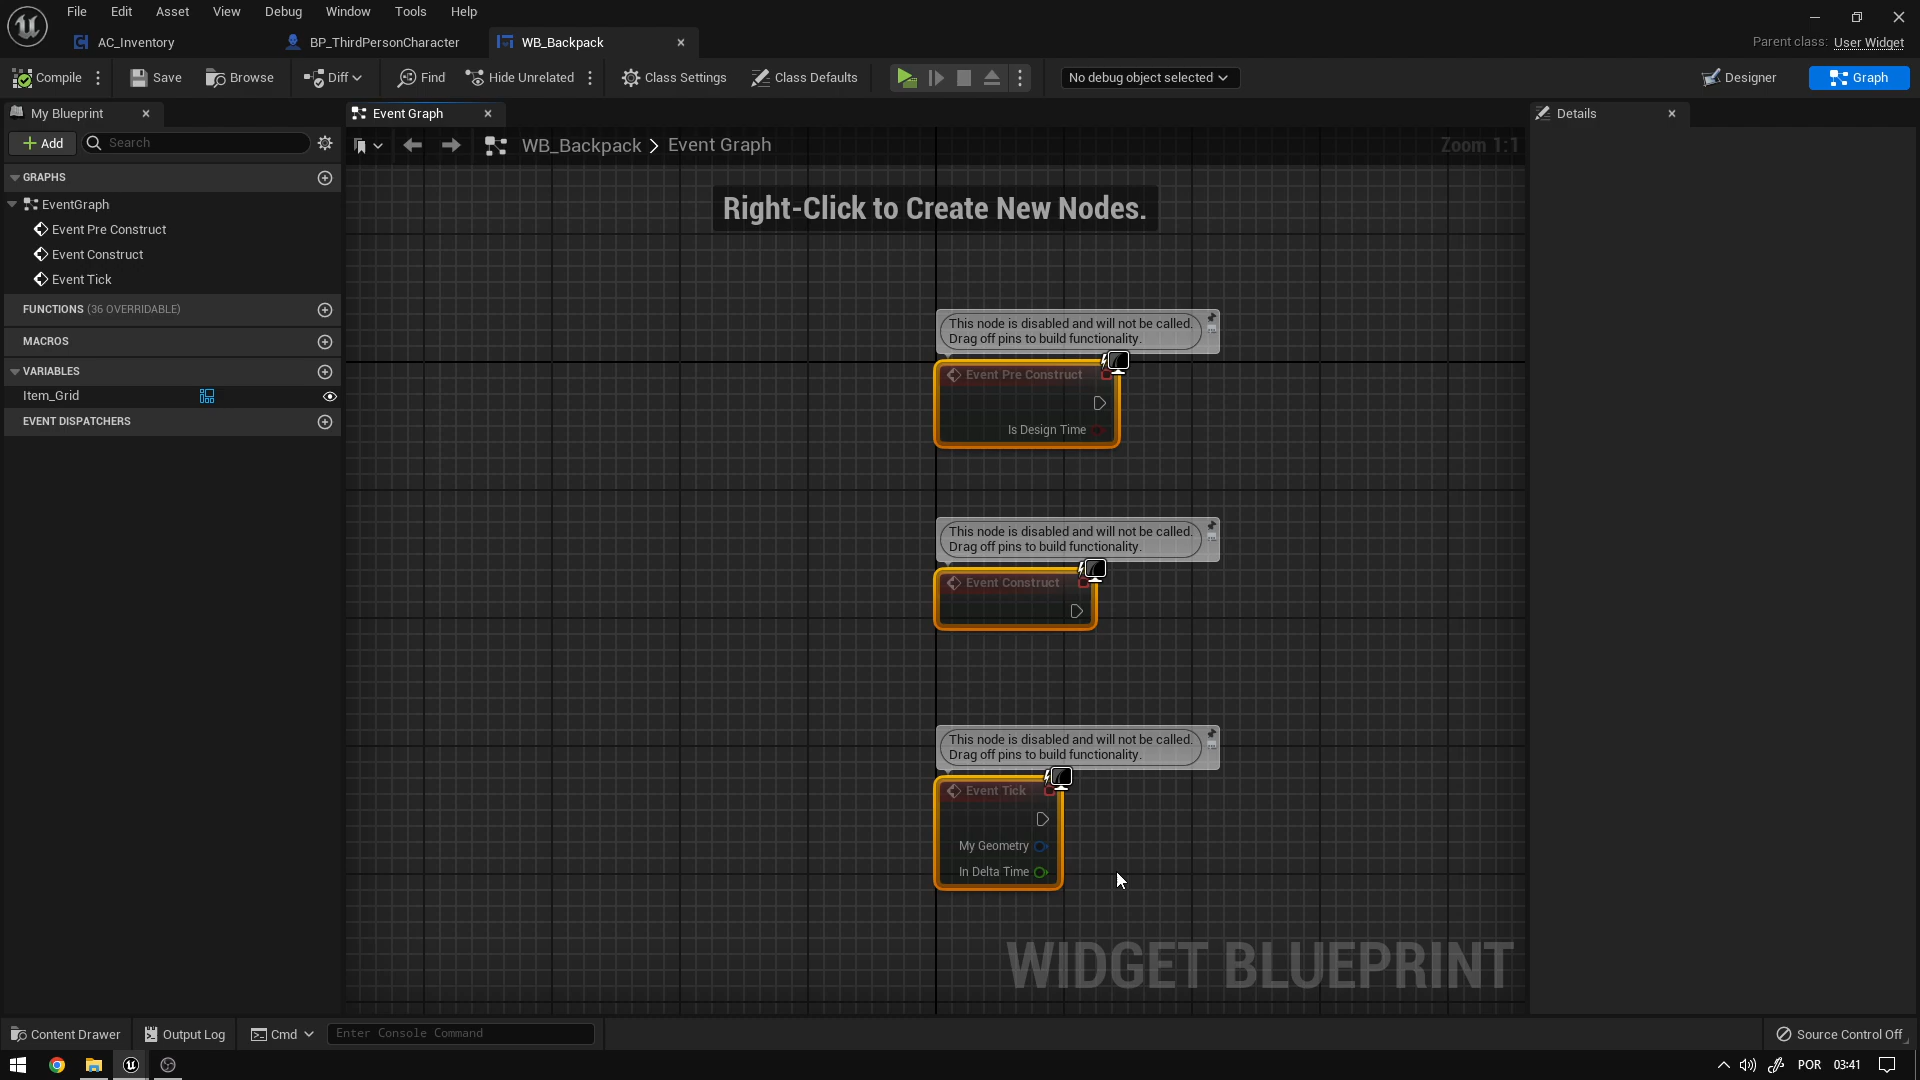 File Edit Asset View Debug Window Tools Help
AC_Inventory BP_ThirdPersonCharacter WB_Backpack
Parent class: User Widget
Compile Save Browse Diff Find Hide Unrelated Class Settings Class Defaults No debug object selected Designer Graph
My Blueprint
Event Graph
Details
Add Search
WB_Backpack > Event Graph
Zoom 1:1
GRAPHS
EventGraph
Event Pre Construct
Event Construct
Event Tick
FUNCTIONS (36 OVERRIDABLE)
MACROS
VARIABLES
Item_Grid
EVENT DISPATCHERS
Right-Click to Create New Nodes.
This node is disabled and will not be called.
Drag off pins to build functionality.
Event Pre Construct
Is Design Time
This node is disabled and will not be called.
Drag off pins to build functionality.
Event Construct
This node is disabled and will not be called.
Drag off pins to build functionality.
Event Tick
My Geometry
In Delta Time
WIDGET BLUEPRINT
Content Drawer Output Log Cmd Enter Console Command Source Control Off
POR 03:41